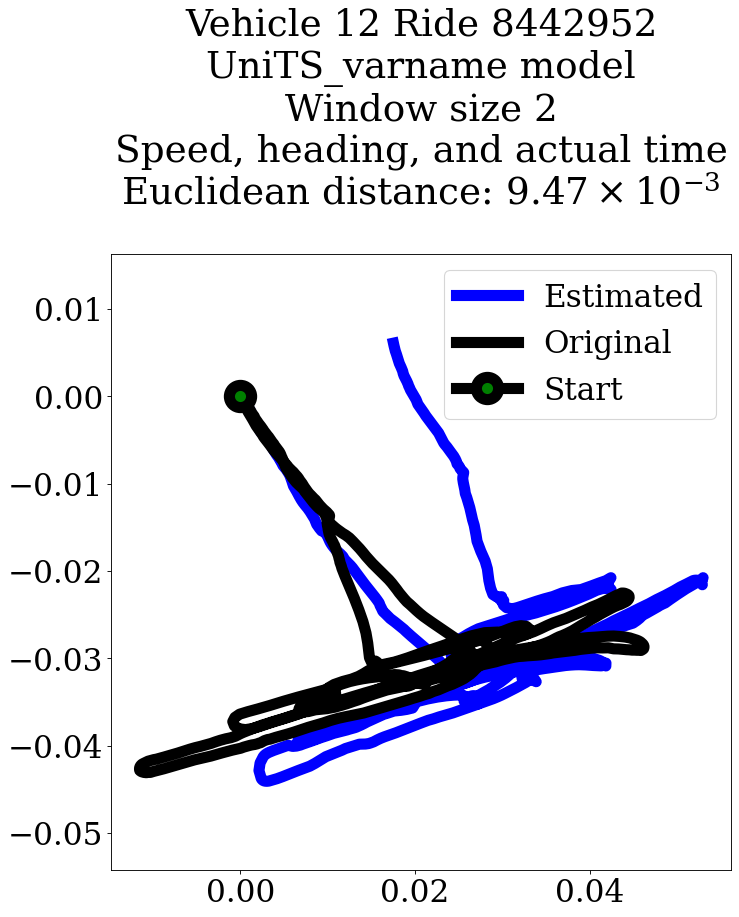 Vehicle 12 Ride 8442952
UniTS_varname model
Window size 2
Speed, heading, and actual time
Euclidean distance: 9.47 × 10⁻³
Estimated
Original
Start
0.01
0.00
−0.01
−0.02
−0.03
−0.04
−0.05
0.00 0.02 0.04